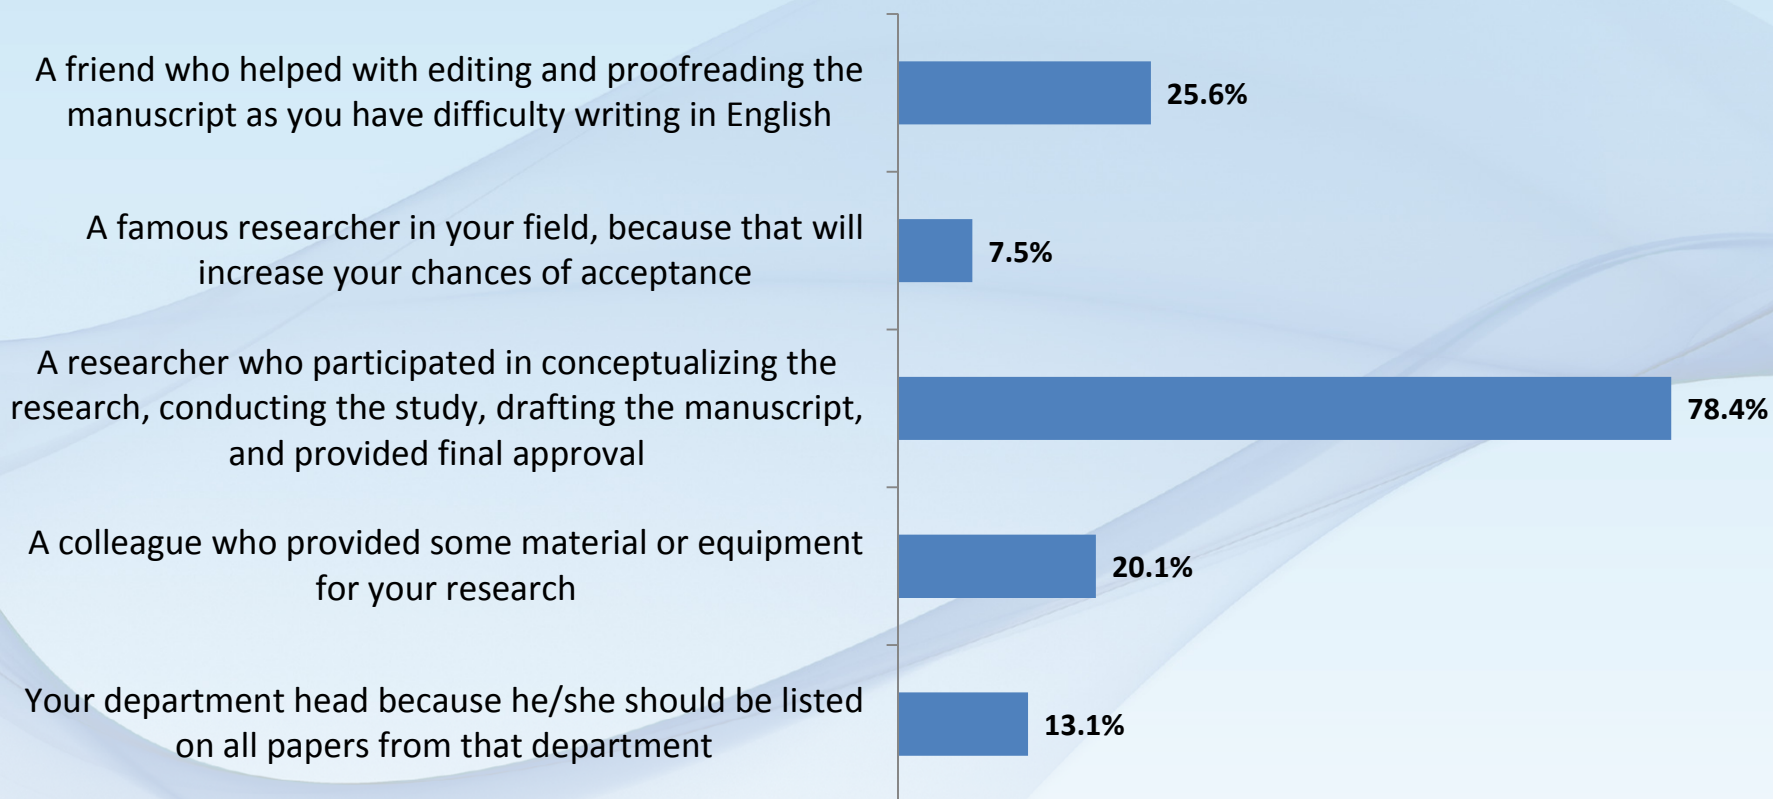 A friend who helped with editing and proofreading the
manuscript as you have difficulty writing in English
25.6%
A famous researcher in your field, because that will
increase your chances of acceptance
7.5%
A researcher who participated in conceptualizing the
research, conducting the study, drafting the manuscript,
and provided final approval
78.4%
A colleague who provided some material or equipment
for your research
20.1%
Your department head because he/she should be listed
on all papers from that department
13.1%